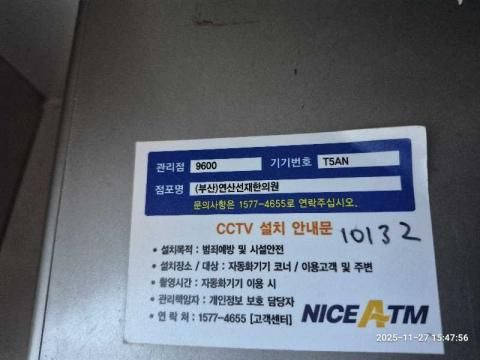 관리점 9600 기기번호 T5AN
점포명 (부산)연산선재한의원
문의사항은 1577-4655로 연락주십시오.
CCTV 설치 안내문 10132
• 설치목적 : 범죄예방 및 시설안전
• 설치장소 / 대상 : 자동화기기 코너 / 이용고객 및 주변
• 촬영시간 : 자동화기기 이용 시
• 관리책임자 : 개인정보 보호 담당자
• 연 락 처 : 1577-4655 [고객센터]
NICE ATM
2025-11-27 15:47:56